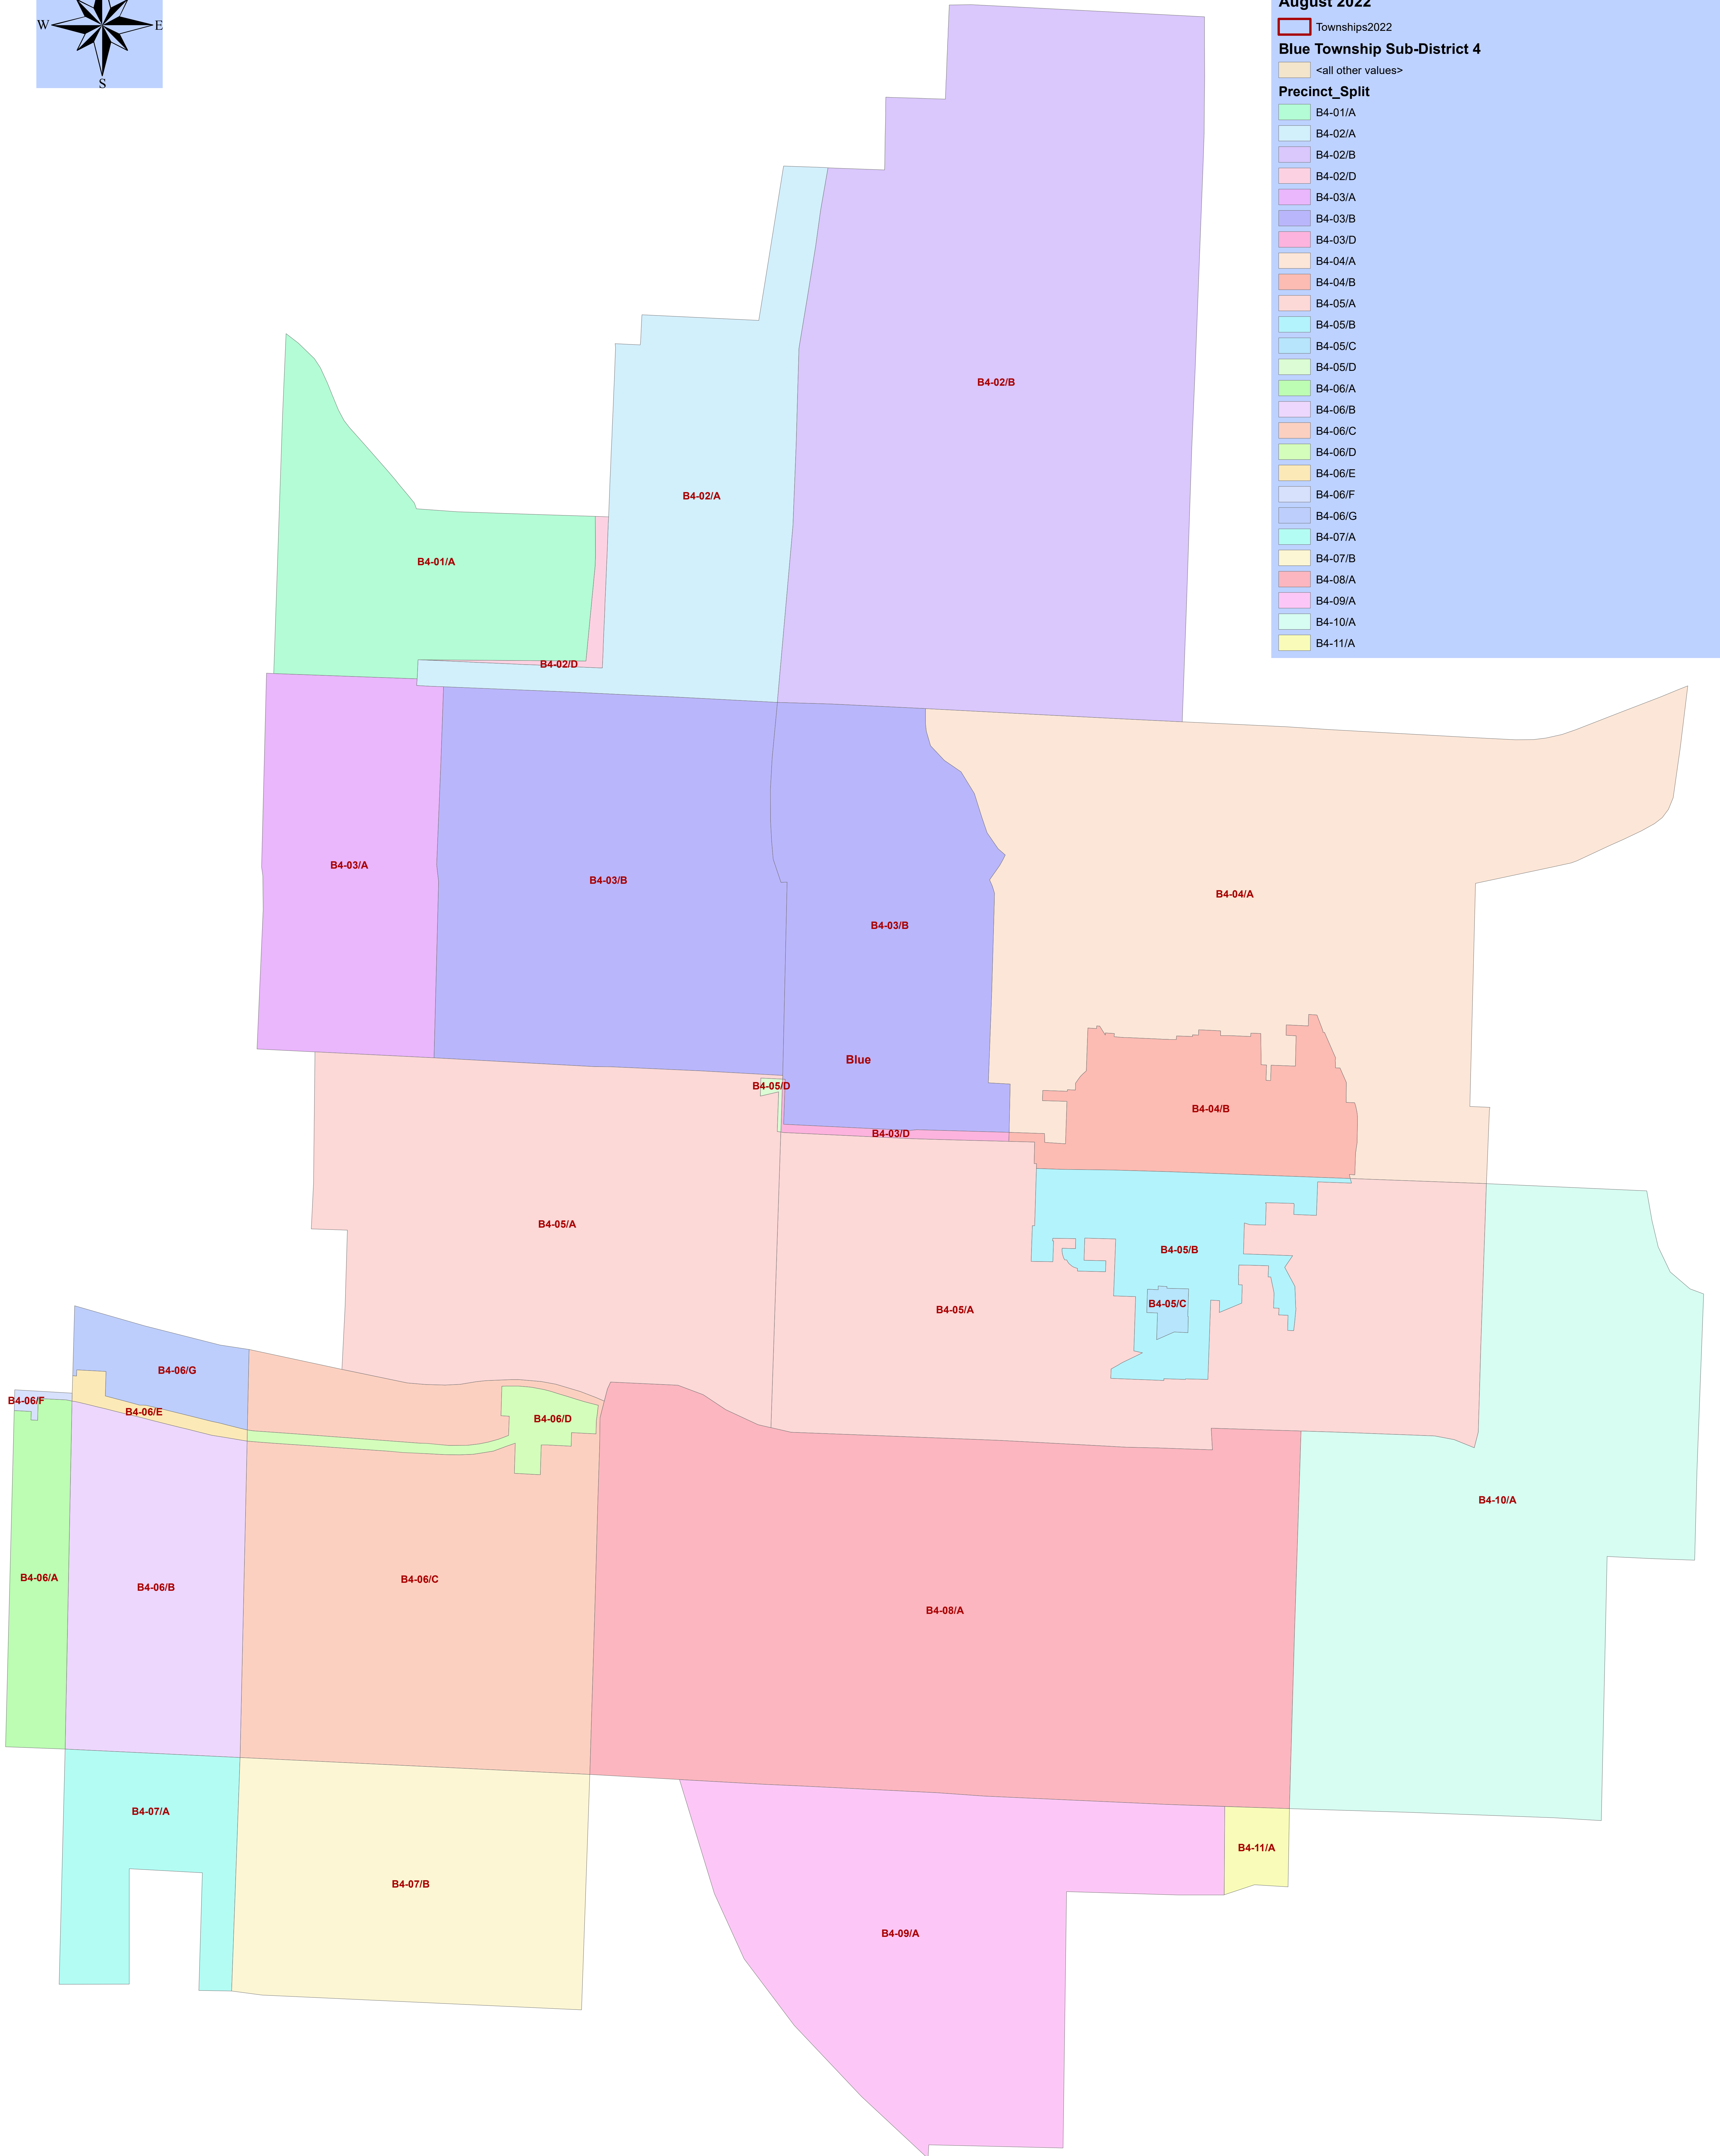 August 2022
W
E
S
Townships2022
Blue Township Sub-District 4
<all other values>
Precinct_Split
B4-01/A
B4-02/A
B4-02/B
B4-02/D
B4-03/A
B4-03/B
B4-03/D
B4-04/A
B4-04/B
B4-05/A
B4-05/B
B4-05/C
B4-05/D
B4-06/A
B4-06/B
B4-06/C
B4-06/D
B4-06/E
B4-06/F
B4-06/G
B4-07/A
B4-07/B
B4-08/A
B4-09/A
B4-10/A
B4-11/A
B4-02/B
B4-02/A
B4-01/A
B4-02/D
B4-03/A
B4-03/B
B4-04/A
B4-03/B
Blue
B4-05/D
B4-04/B
B4-03/D
B4-05/A
B4-05/B
B4-05/C
B4-05/A
B4-06/G
B4-06/F
B4-06/E
B4-06/D
B4-10/A
B4-06/A
B4-06/C
B4-06/B
B4-08/A
B4-07/A
B4-11/A
B4-07/B
B4-09/A